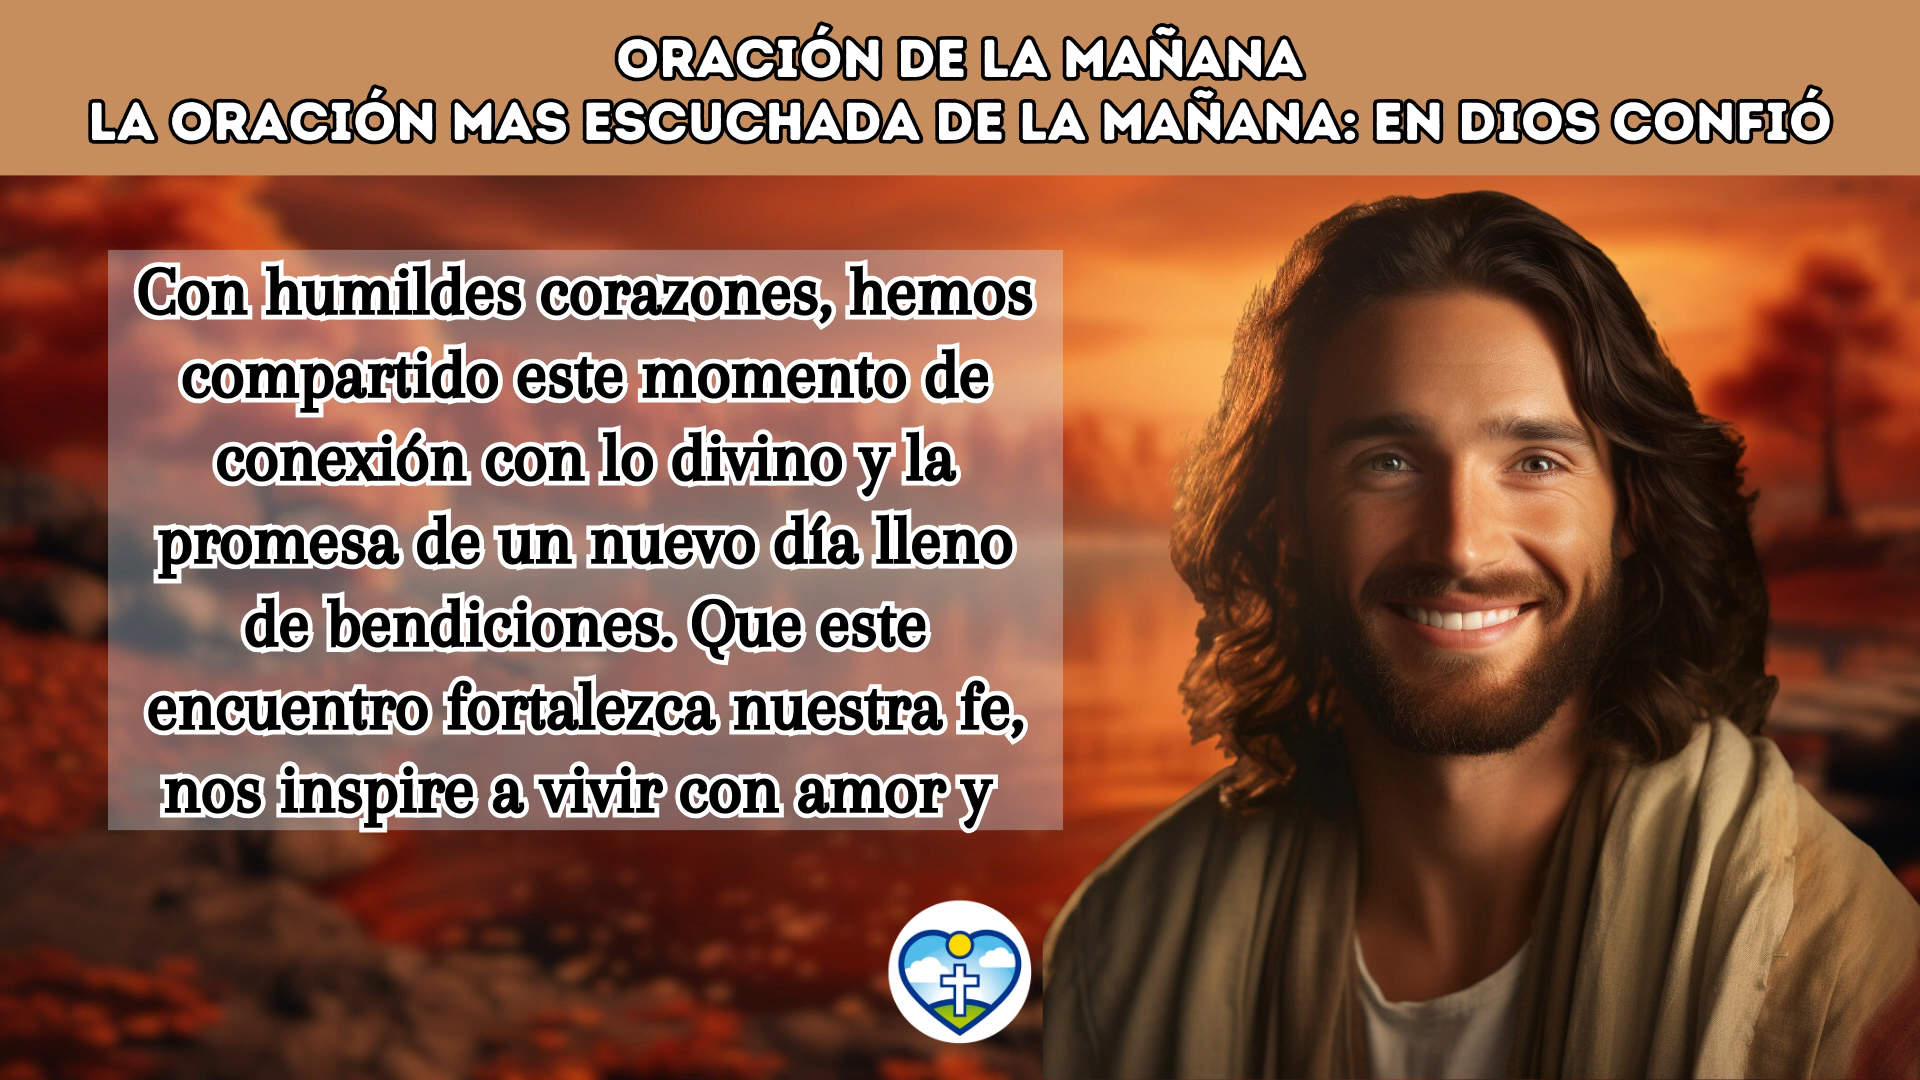 ORACIÓN DE LA MAÑANA
LA ORACIÓN MAS ESCUCHADA DE LA MAÑANA: EN DIOS CONFIÓ
Con humildes corazones, hemos
compartido este momento de
conexión con lo divino y la
promesa de un nuevo día lleno
de bendiciones. Que este
encuentro fortalezca nuestra fe,
nos inspire a vivir con amor y